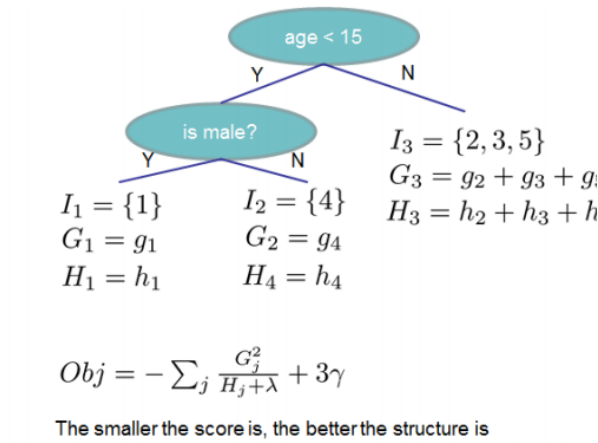 age < 15
Y
N
is male?
Y
N
I₁ = {1}
G₁ = g₁
H₁ = h₁
I₂ = {4}
G₂ = g₄
H₄ = h₄
I₃ = {2, 3, 5}
G₃ = g₂ + g₃ + g
H₃ = h₂ + h₃ + h
Obj = − ∑ⱼ Gⱼ² / (Hⱼ+λ) + 3γ
The smaller the score is, the better the structure is